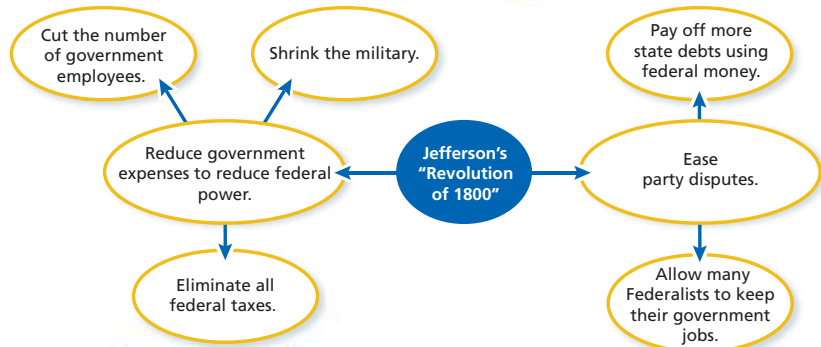 Cut the number
of government
employees.
Shrink the military.
Pay off more
state debts using
federal money.
Reduce government
expenses to reduce federal
power.
Jefferson's
"Revolution
of 1800"
Ease
party disputes.
Eliminate all
federal taxes.
Allow many
Federalists to keep
their government
jobs.